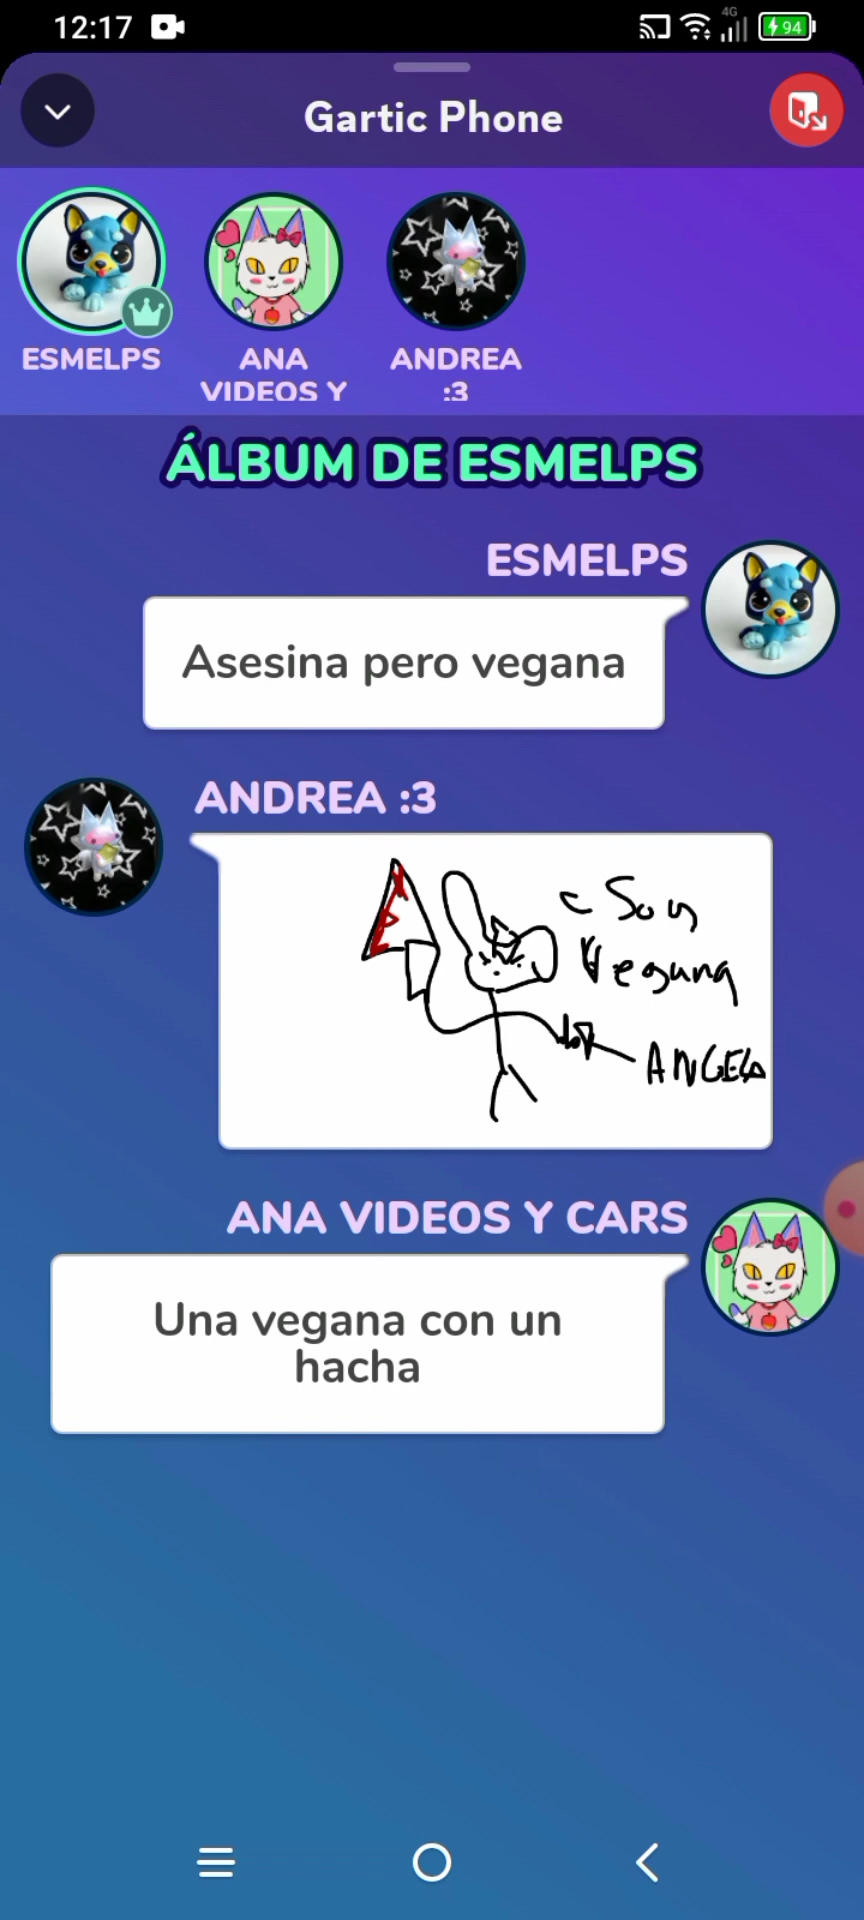 12:17
4G
94
Gartic Phone
ESMELPS
ANA
VIDEOS Y
ANDREA
:3
ÁLBUM DE ESMELPS
ESMELPS
Asesina pero vegana
ANDREA :3
Soy
Vegana
ANGELA
ANA VIDEOS Y CARS
Una vegana con un
hacha